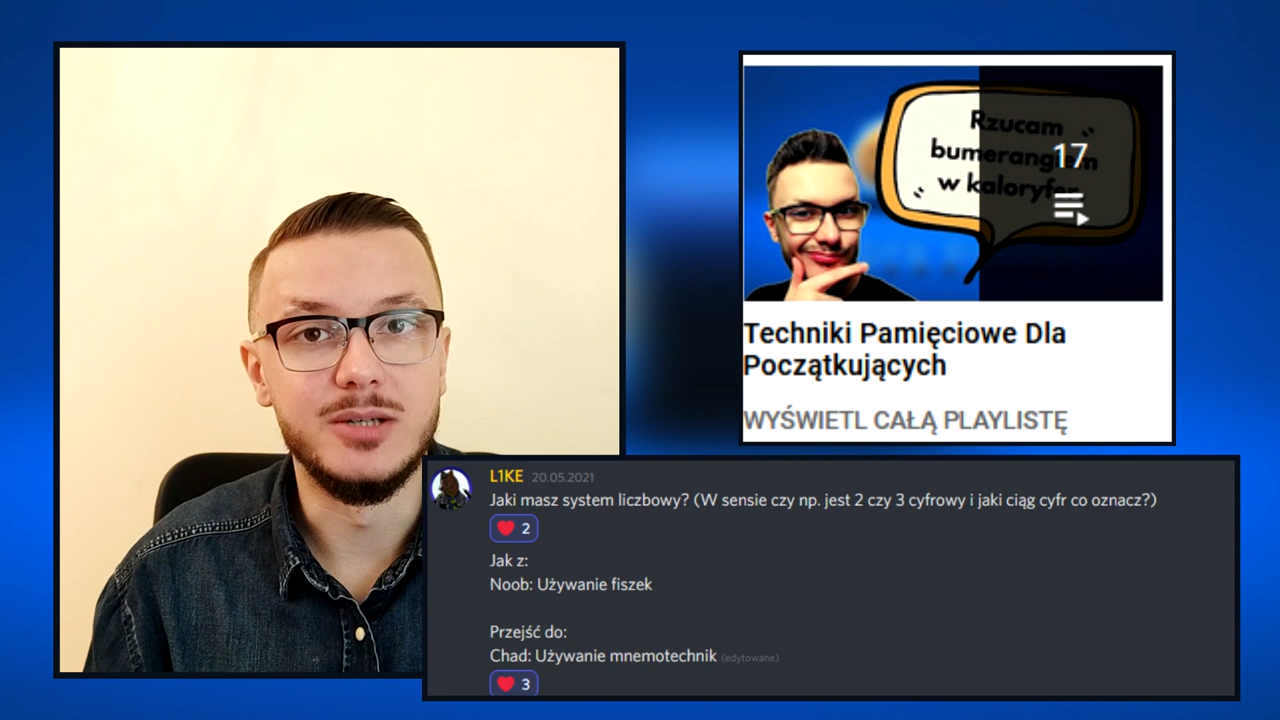 Rzucam
bumerangiem
w kaloryfer
17
Techniki Pamięciowe Dla
Początkujących
WYŚWIETL CAŁĄ PLAYLISTĘ
L1KE 20.05.2021
Jaki masz system liczbowy? (W sensie czy np. jest 2 czy 3 cyfrowy i jaki ciąg cyfr co oznacz?)
2
Jak z:
Noob: Używanie fiszek
Przejść do:
Chad: Używanie mnemotechnik (edytowane)
3